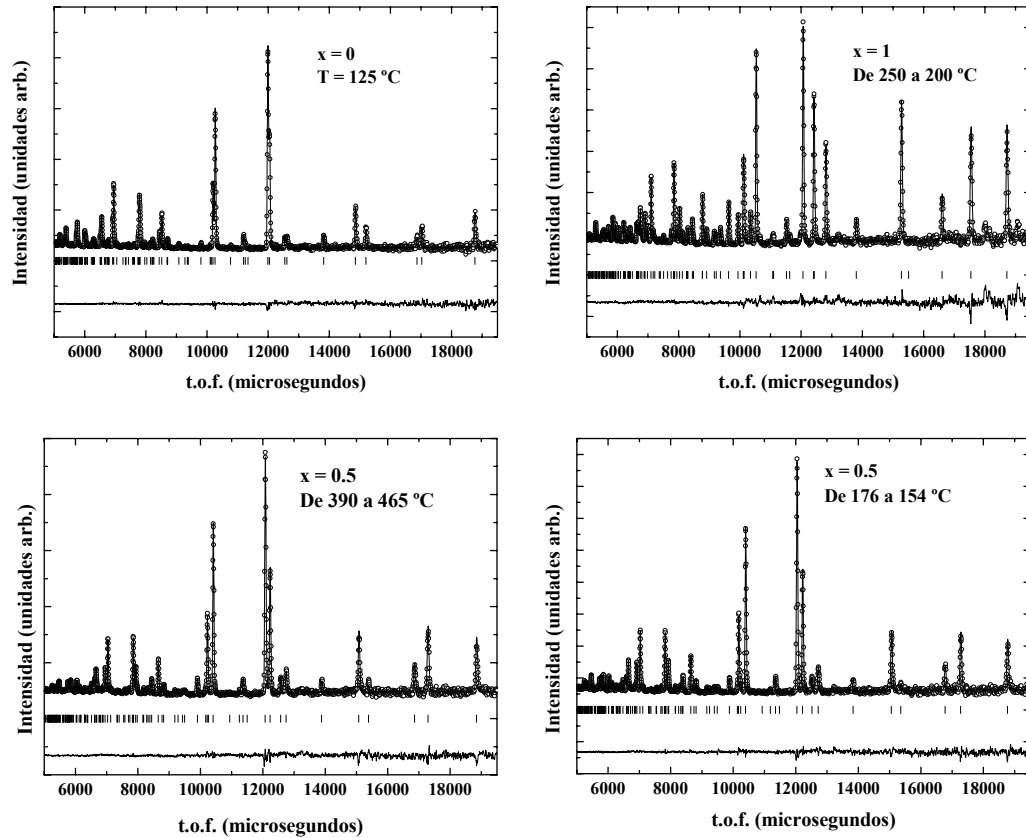 Intensidad (unidades arb.)
x = 0
T = 125 ºC
6000 8000 10000 12000 14000 16000 18000
t.o.f. (microsegundos)
Intensidad (unidades arb.)
x = 1
De 250 a 200 ºC
6000 8000 10000 12000 14000 16000 18000
t.o.f. (microsegundos)
Intensidad (unidades arb.)
x = 0.5
De 390 a 465 ºC
6000 8000 10000 12000 14000 16000 18000
t.o.f. (microsegundos)
Intensidad (unidades arb.)
x = 0.5
De 176 a 154 ºC
6000 8000 10000 12000 14000 16000 18000
t.o.f. (microsegundos)